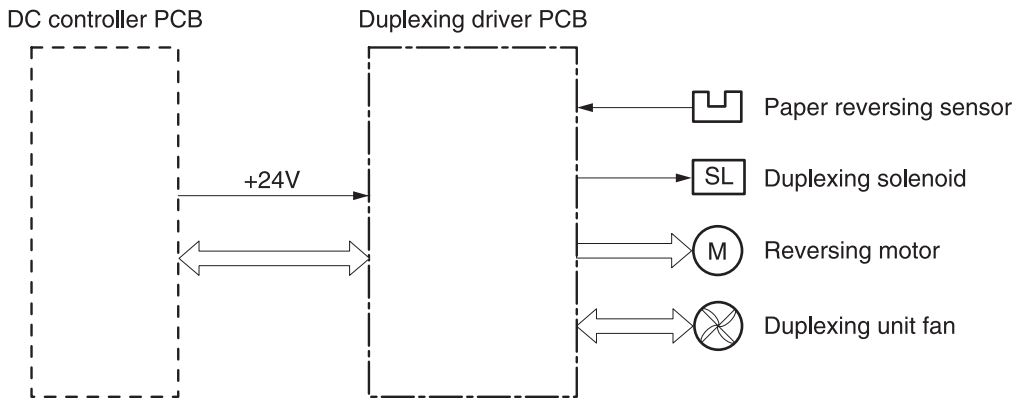 DC controller PCB
Duplexing driver PCB
Paper reversing sensor
+24V
SL
Duplexing solenoid
M
Reversing motor
Duplexing unit fan